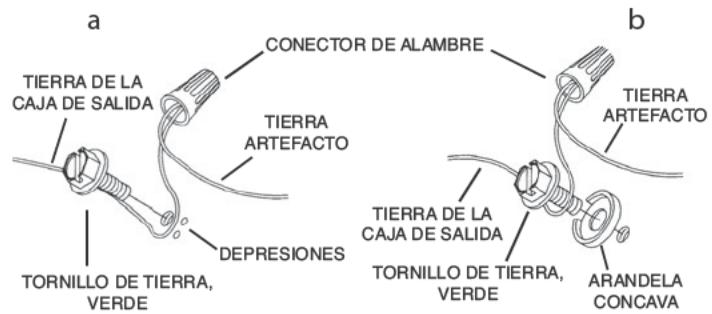 a
b
CONECTOR DE ALAMBRE
TIERRA DE LA
CAJA DE SALIDA
TIERRA
ARTEFACTO
DEPRESIONES
TORNILLO DE TIERRA,
VERDE
TIERRA
ARTEFACTO
TIERRA DE LA
CAJA DE SALIDA
TORNILLO DE TIERRA,
VERDE
ARANDELA
CONCAVA